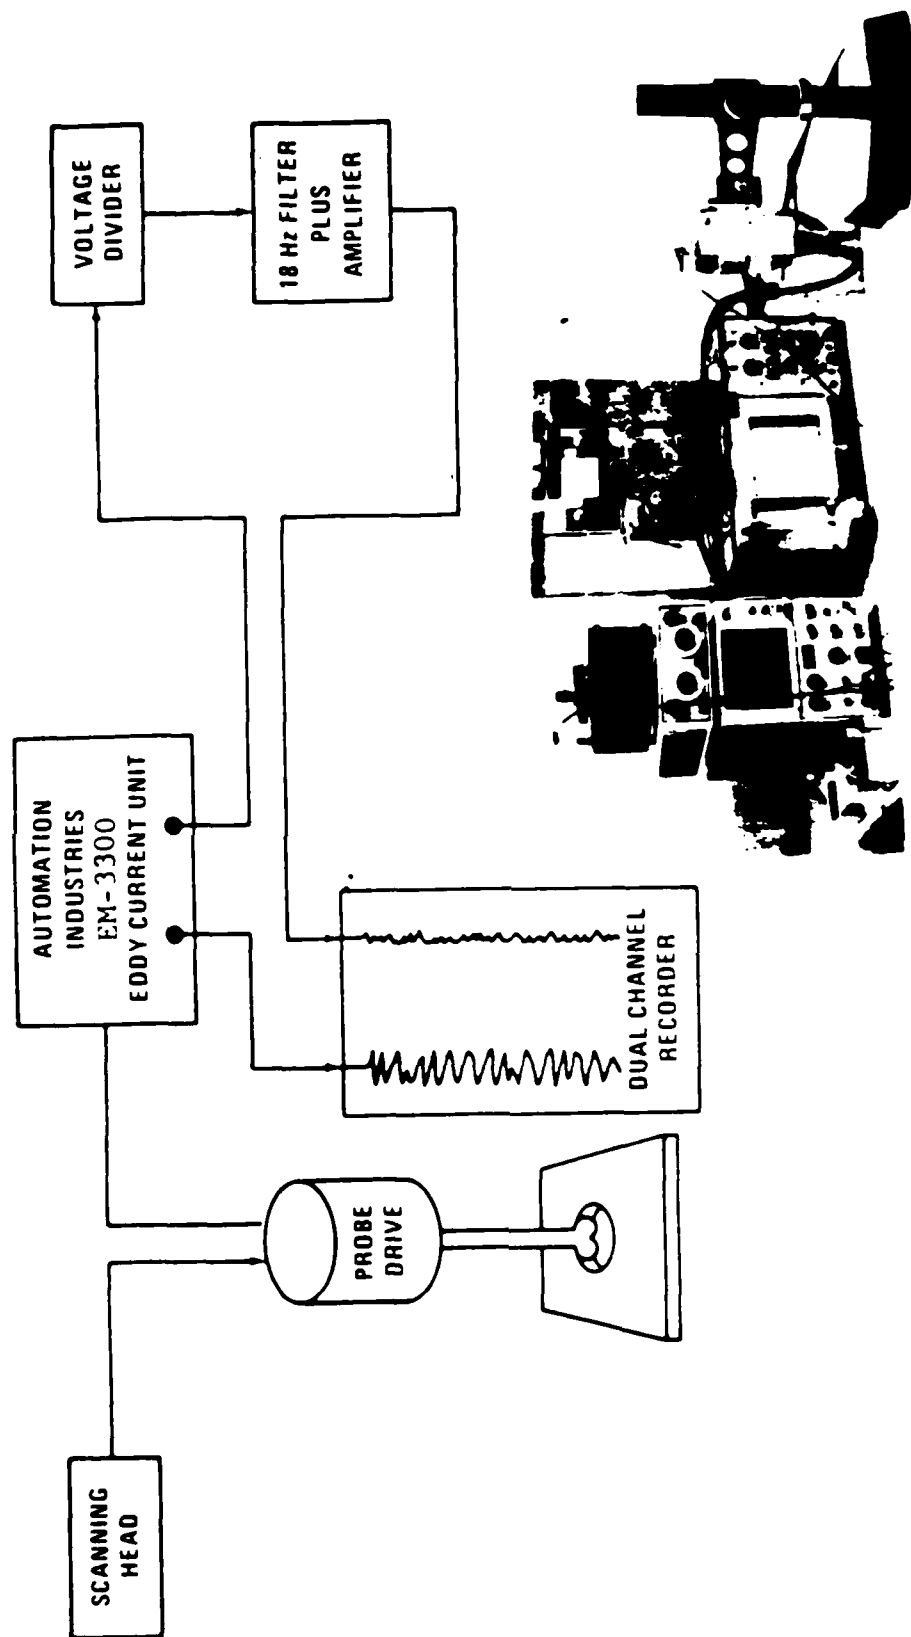 SCANNING
HEAD
PROBE
DRIVE
AUTOMATION
INDUSTRIES
EM-3300
EDDY CURRENT UNIT
DUAL CHANNEL
RECORDER
VOLTAGE
DIVIDER
18 Hz FILTER
PLUS
AMPLIFIER